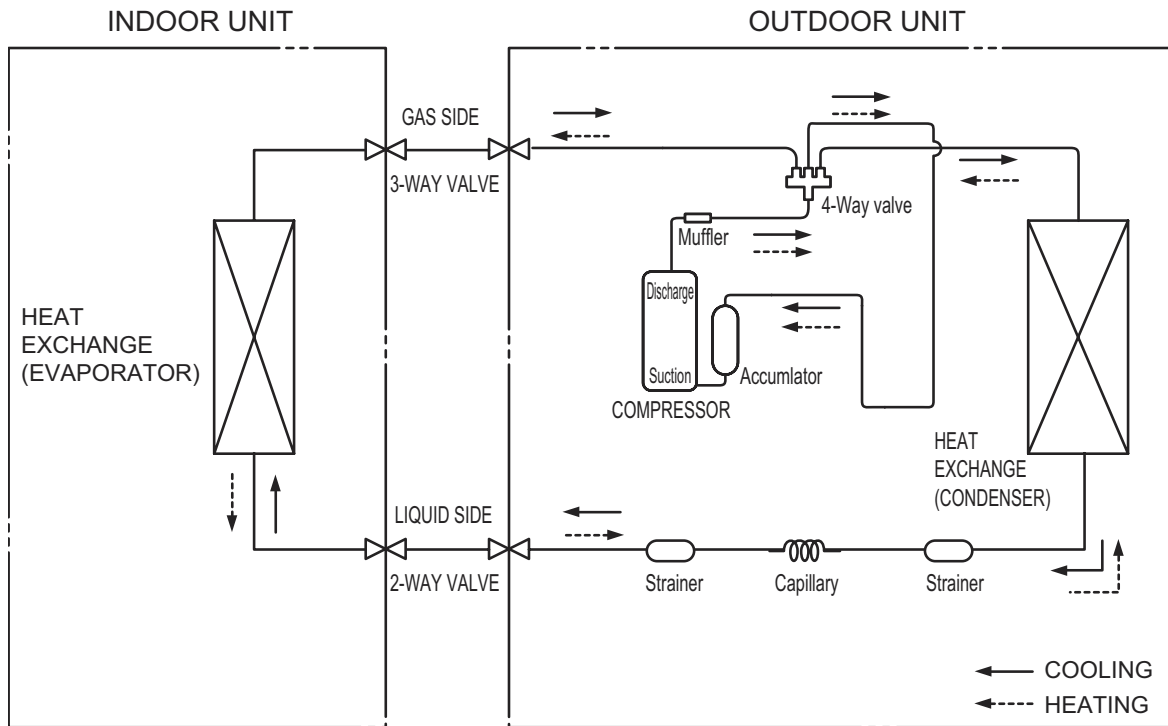 INDOOR UNIT
OUTDOOR UNIT
GAS SIDE
3-WAY VALVE
4-Way valve
Muffler
Discharge
Suction
Accumlator
COMPRESSOR
HEAT
EXCHANGE
(EVAPORATOR)
HEAT
EXCHANGE
(CONDENSER)
LIQUID SIDE
2-WAY VALVE
Strainer
Capillary
Strainer
COOLING
HEATING